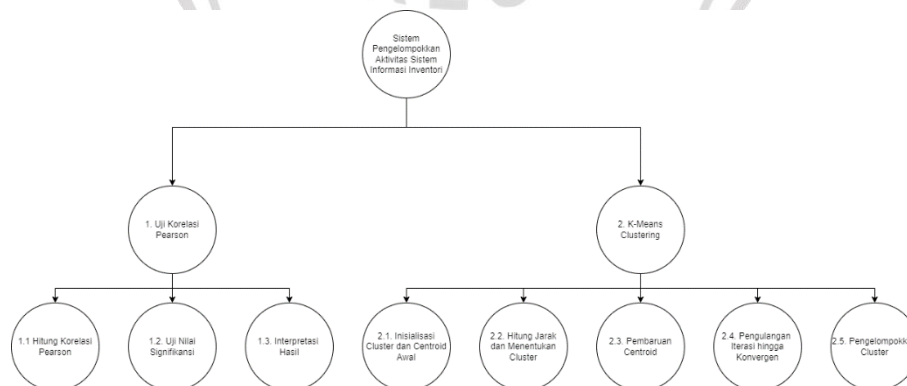 Sistem
Pengelompokkan
Aktivitas Sistem
Informasi Inventori
1. Uji Korelasi
Pearson
2. K-Means
Clustering
1.1 Hitung Korelasi
Pearson
1.2. Uji Nilai
Signifikansi
1.3. Interpretasi
Hasil
2.1. Inisialisasi
Cluster dan Centroid
Awal
2.2. Hitung Jarak
dan Menentukan
Cluster
2.3. Pembaruan
Centroid
2.4. Pengulangan
Iterasi hingga
Konvergen
2.5. Pengelompokk
Cluster